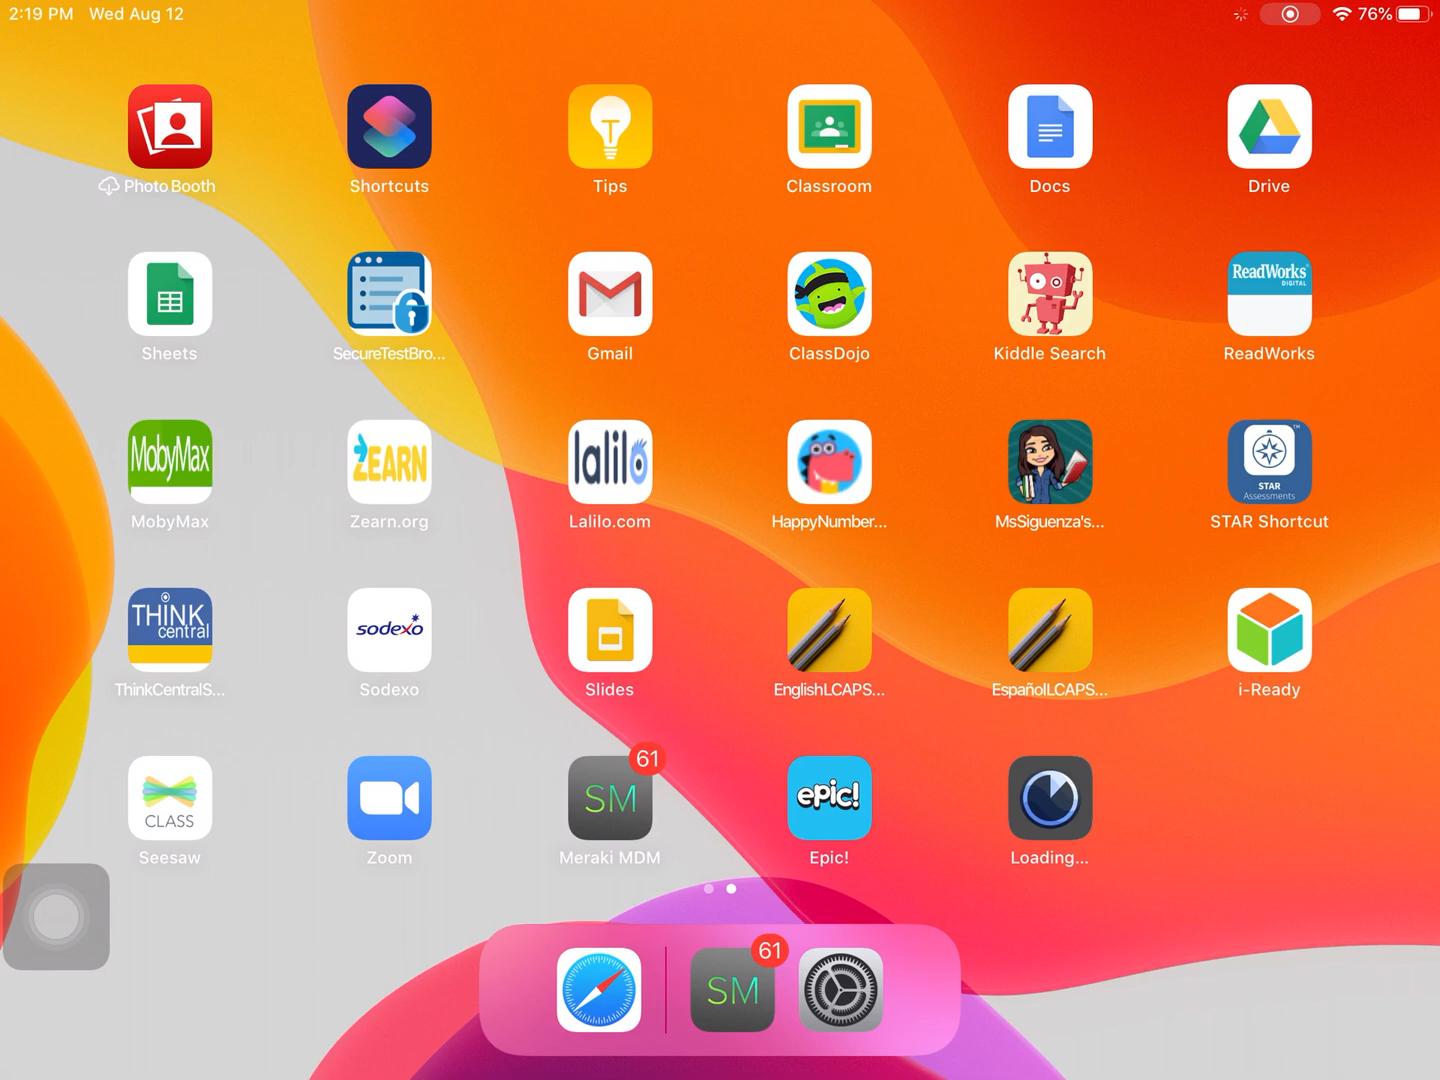 2:19 PM Wed Aug 12
76%
Photo Booth
Shortcuts
Tips
Classroom
Docs
Drive
ReadWorks
DIGITAL
Sheets
SecureTestBro...
Gmail
ClassDojo
Kiddle Search
ReadWorks
MobyMax
ZEARN
lalilo
STAR
Assessments
TM
MobyMax
Zearn.org
Lalilo.com
HappyNumber...
MsSiguenza's...
STAR Shortcut
THINK
central
sodexo
ThinkCentralS...
Sodexo
Slides
EnglishLCAPS...
EspañolLCAPS...
i-Ready
CLASS
61
SM
epic!
Seesaw
Zoom
Meraki MDM
Epic!
Loading...
61
SM